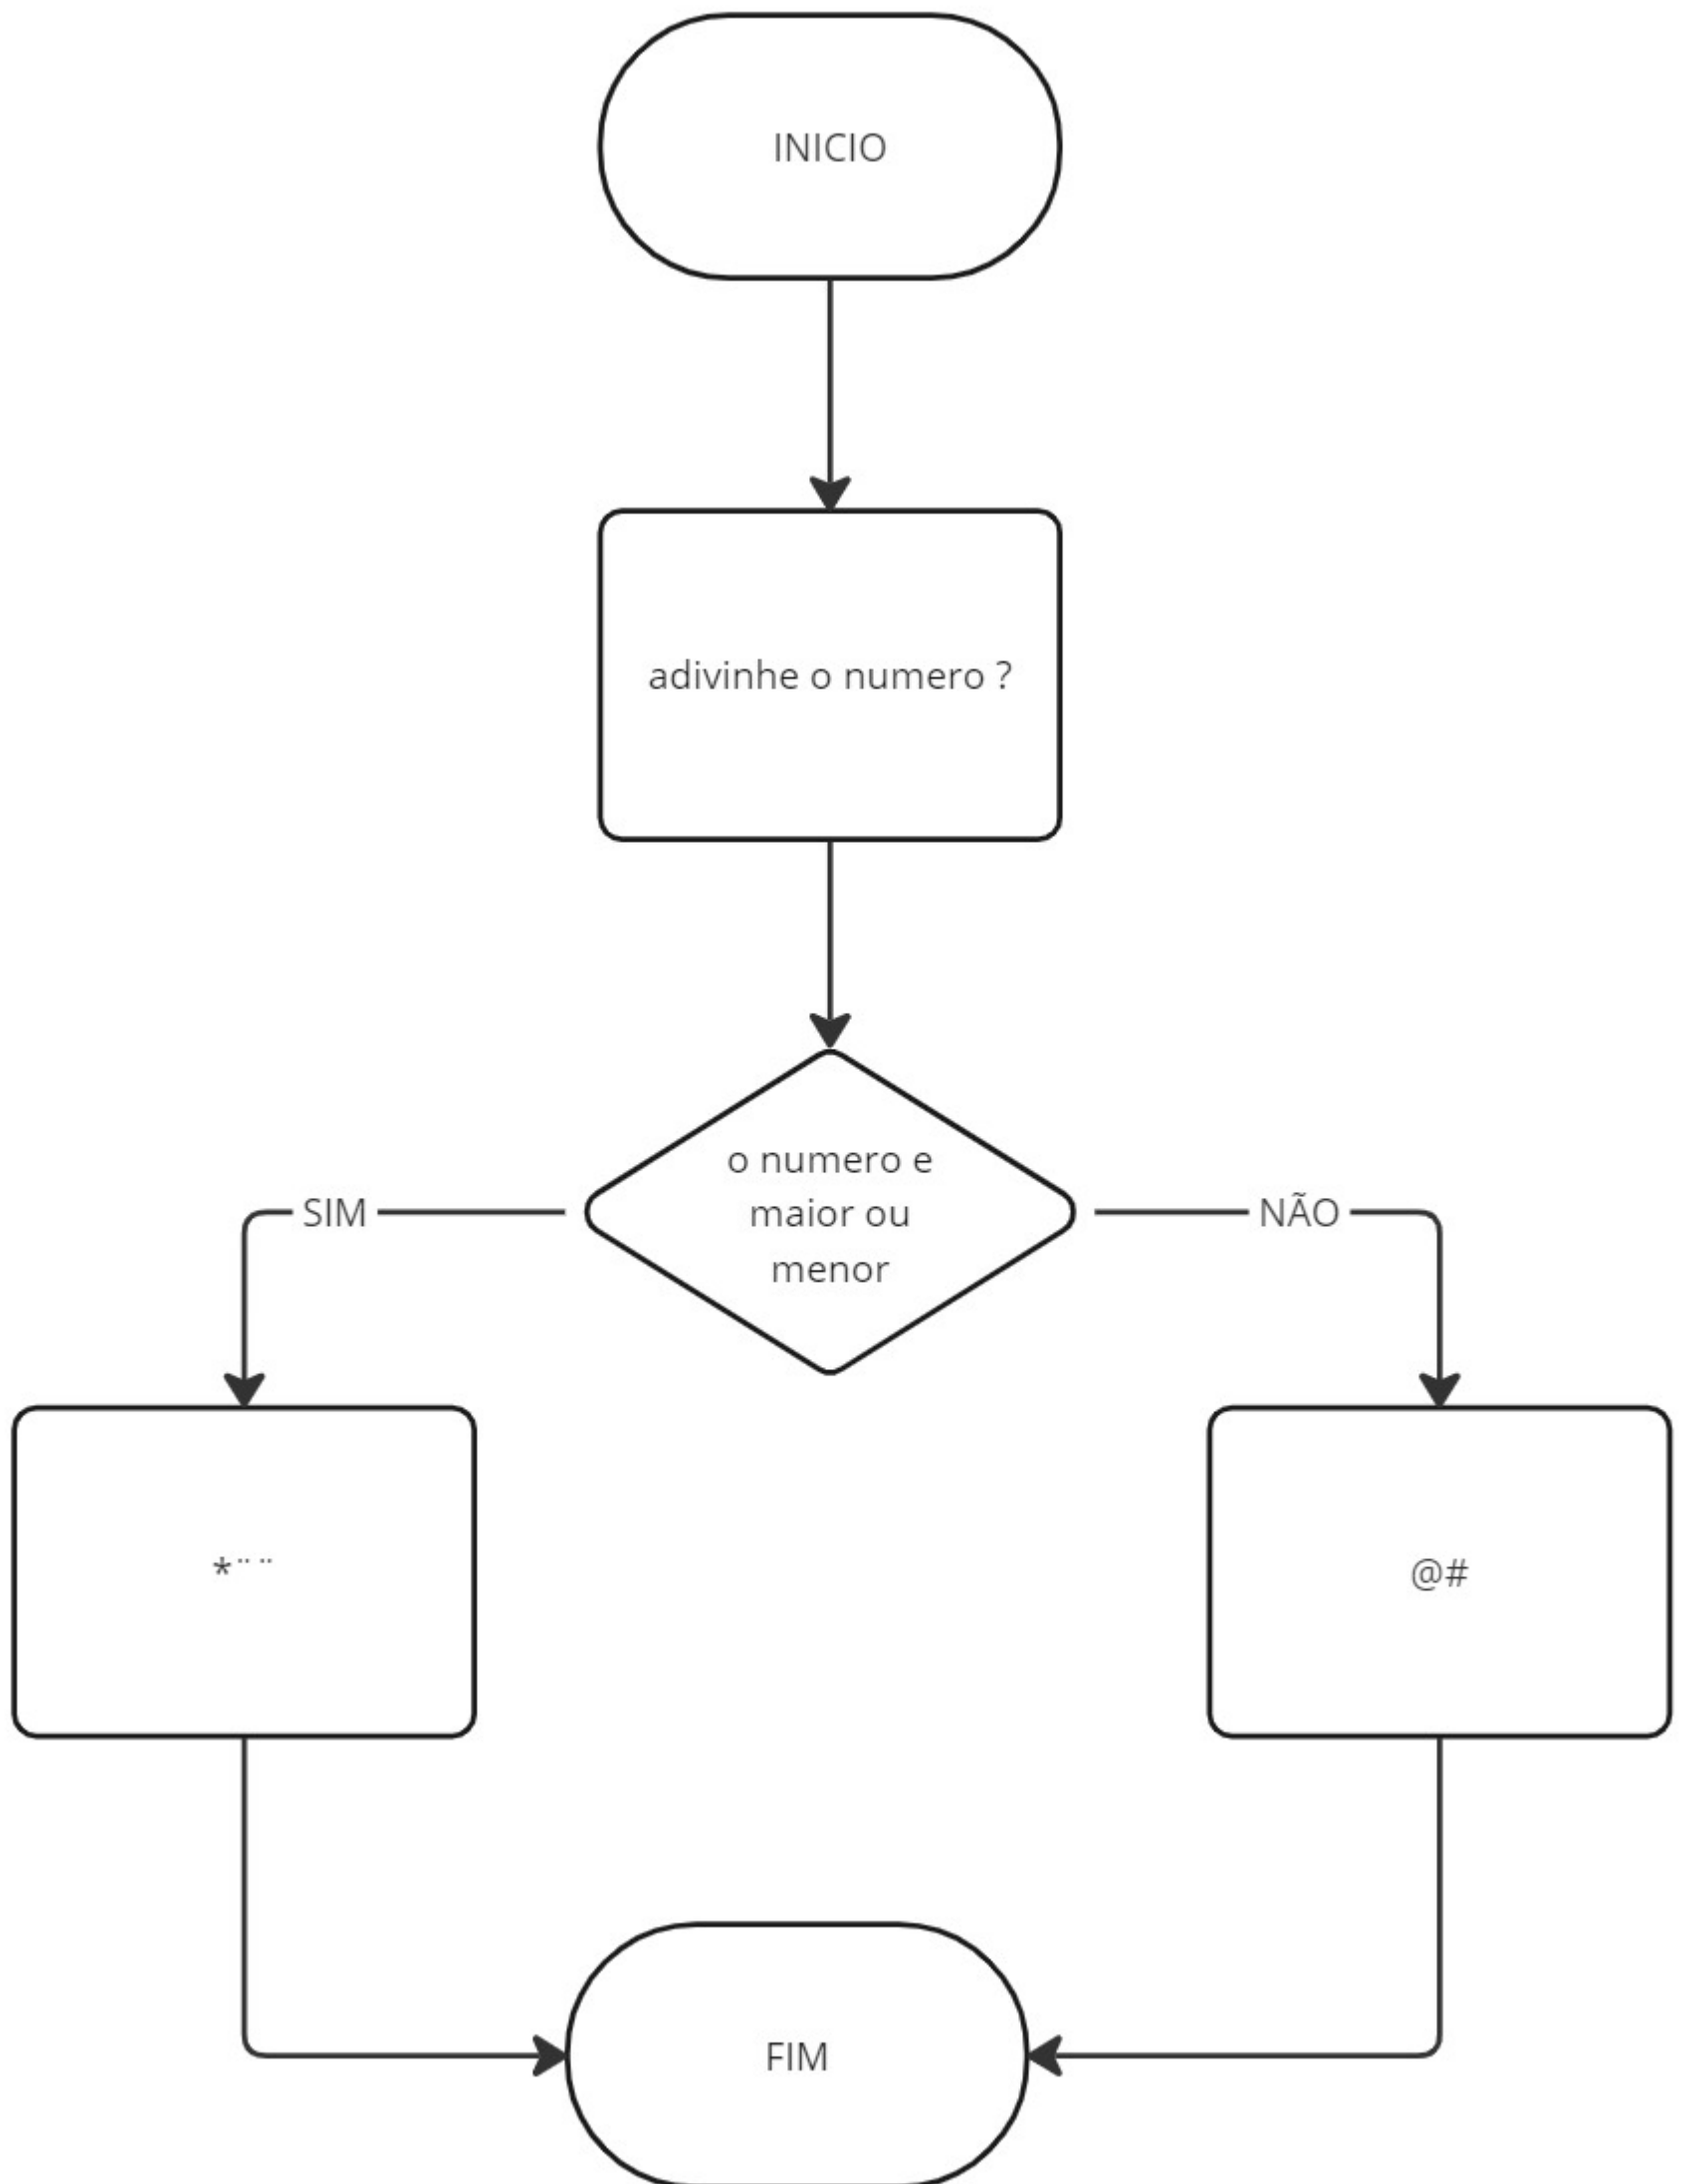 INICIO
adivinhe o numero ?
o numero e
maior ou
menor
SIM
NÃO
*¨ ¨
@#
FIM